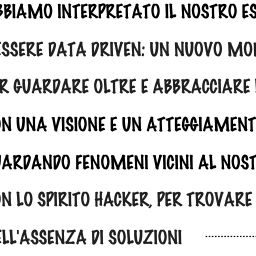 BBIAMO INTERPRETATO IL NOSTRO ES
ESSERE DATA DRIVEN: UN NUOVO MO
R GUARDARE OLTRE E ABBRACCIARE
ON UNA VISIONE E UN ATTEGGIAMENT
UARDANDO FENOMENI VICINI AL NOST
ON LO SPIRITO HACKER, PER TROVARE
ELL'ASSENZA DI SOLUZIONI